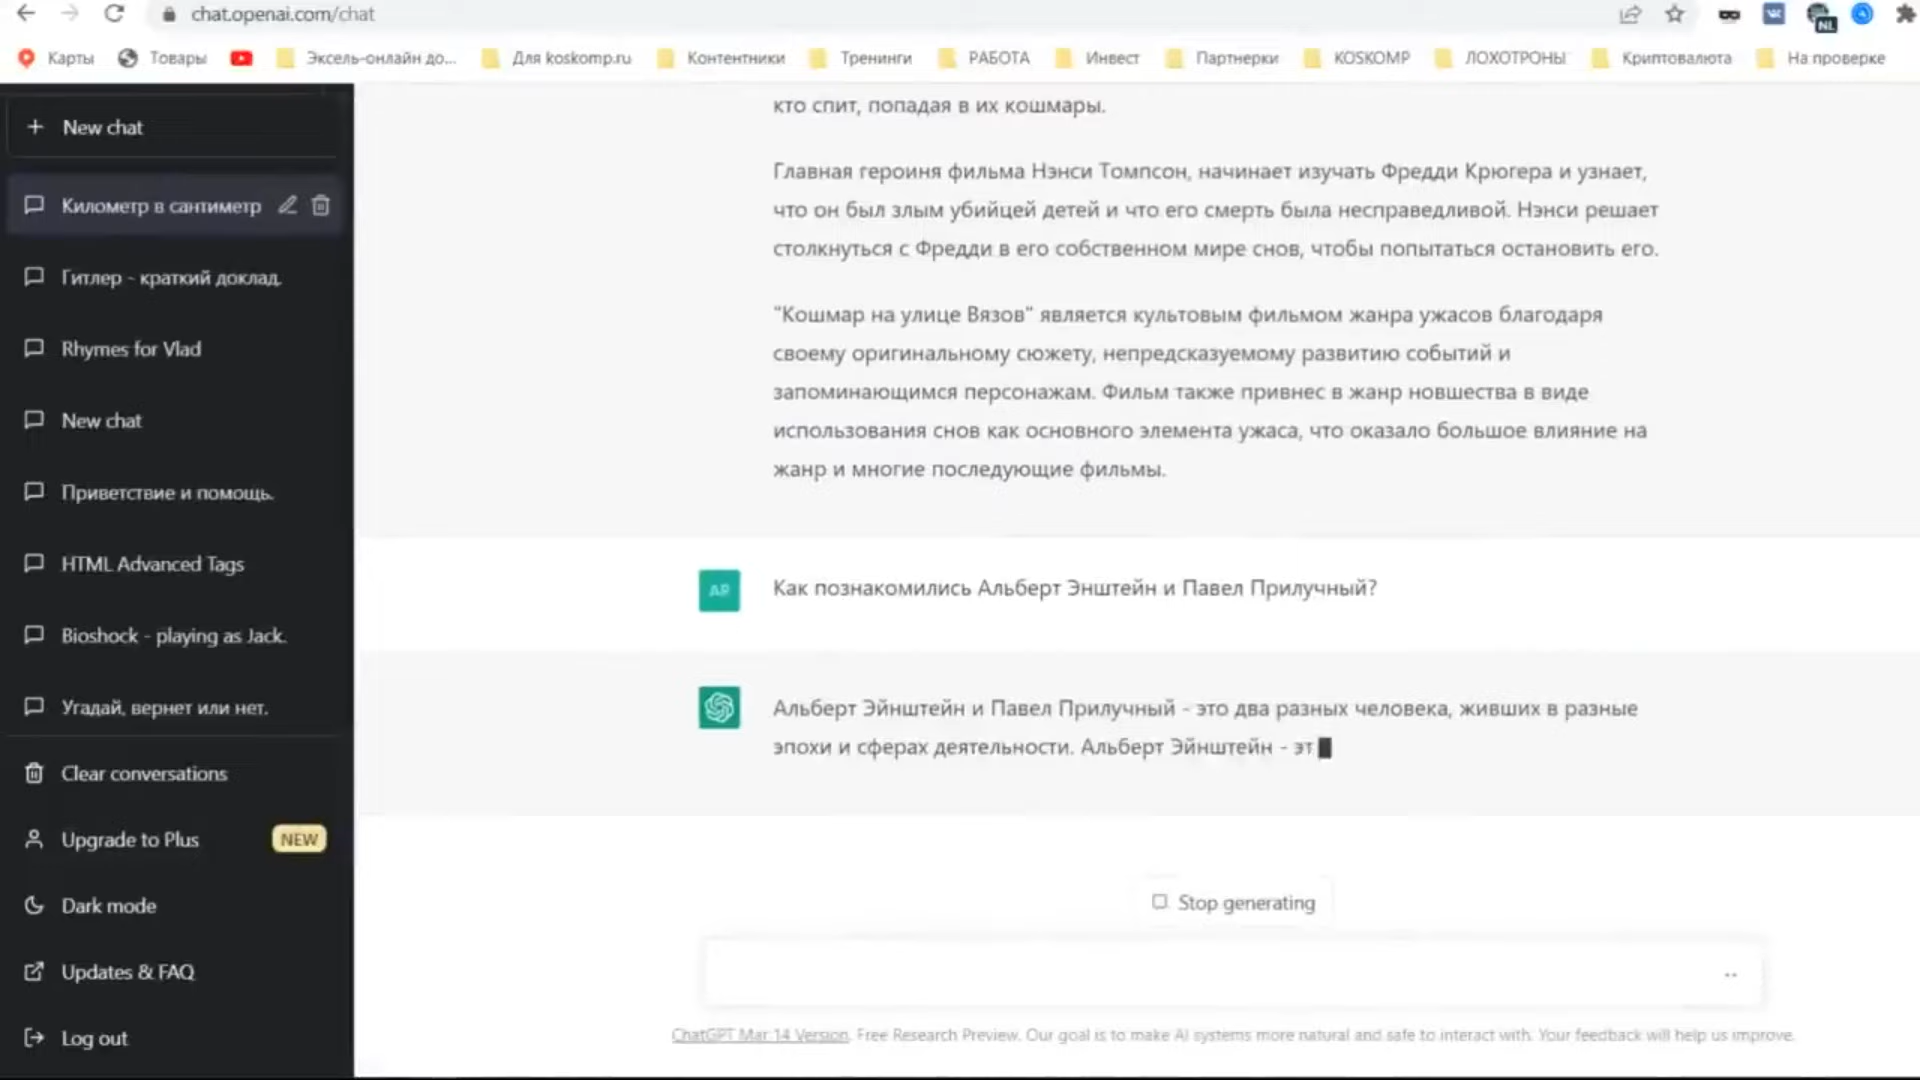 chat.openai.com/chat
NL
Карты
Товары
Эксель-онлайн до...
Для koskomp.ru
Контентники
Тренинги
РАБОТА
Инвест
Партнерки
KOSKOMP
ЛОХОТРОНЫ
Криптовалюта
На проверке
New chat
Километр в сантиметр
Гитлер - краткий доклад.
Rhymes for Vlad
New chat
Приветствие и помощь.
HTML Advanced Tags
Bioshock - playing as Jack.
Угадай, вернет или нет.
Clear conversations
Upgrade to Plus
NEW
Dark mode
Updates & FAQ
Log out
кто спит, попадая в их кошмары.
Главная героиня фильма Нэнси Томпсон, начинает изучать Фредди Крюгера и узнает,
что он был злым убийцей детей и что его смерть была несправедливой. Нэнси решает
столкнуться с Фредди в его собственном мире снов, чтобы попытаться остановить его.
"Кошмар на улице Вязов" является культовым фильмом жанра ужасов благодаря
своему оригинальному сюжету, непредсказуемому развитию событий и
запоминающимся персонажам. Фильм также привнес в жанр новшества в виде
использования снов как основного элемента ужаса, что оказало большое влияние на
жанр и многие последующие фильмы.
AP
Как познакомились Альберт Энштейн и Павел Прилучный?
Альберт Эйнштейн и Павел Прилучный - это два разных человека, живших в разные
эпохи и сферах деятельности. Альберт Эйнштейн - эт
Stop generating
ChatGPT Mar 14 Version. Free Research Preview. Our goal is to make AI systems more natural and safe to interact with. Your feedback will help us improve.